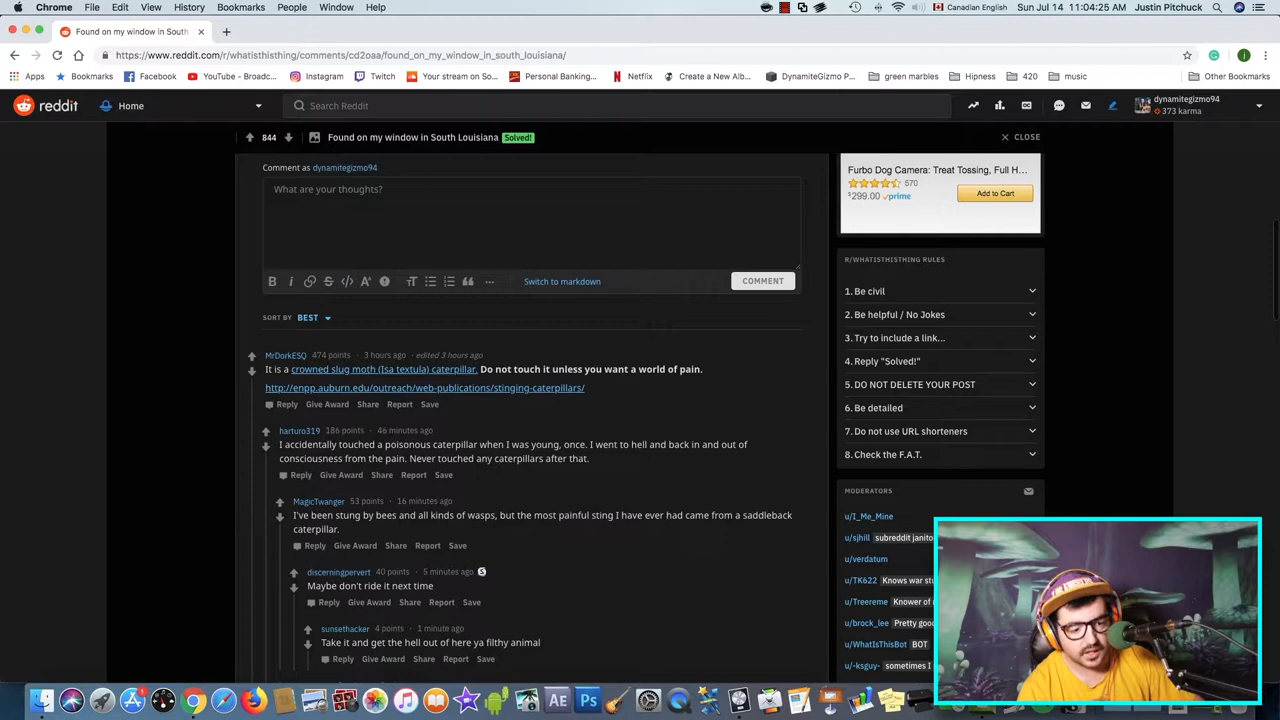 Chrome File Edit View History Bookmarks People Window Help Canadian English Sun Jul 14 11:04:25 AM Justin Pitchuck
Found on my window in South
https://www.reddit.com/r/whatisthisthing/comments/cd2oaa/found_on_my_window_in_south_louisiana/
Apps Bookmarks Facebook YouTube - Broadc... Instagram Twitch Your stream on So... Personal Banking... Netflix Create a New Alb... DynamiteGizmo P... green marbles Hipness 420 music Other Bookmarks
reddit Home Search Reddit dynamitegizmo94
373 karma
844 Found on my window in South Louisiana Solved! CLOSE
Comment as dynamitegizmo94
What are your thoughts?
Switch to markdown COMMENT
SORT BY BEST
MrDorkESQ 474 points · 3 hours ago · edited 3 hours ago
It is a crowned slug moth (Isa textula) caterpillar. Do not touch it unless you want a world of pain.
http://enpp.auburn.edu/outreach/web-publications/stinging-caterpillars/
Reply Give Award Share Report Save
harturo319 186 points · 46 minutes ago
I accidentally touched a poisonous caterpillar when I was young, once. I went to hell and back in and out of
consciousness from the pain. Never touched any caterpillars after that.
Reply Give Award Share Report Save
MagicTwanger 53 points · 16 minutes ago
I've been stung by bees and all kinds of wasps, but the most painful sting I have ever had came from a saddleback
caterpillar.
Reply Give Award Share Report Save
discerningpervert 40 points · 5 minutes ago
Maybe don't ride it next time
Reply Give Award Share Report Save
sunsethacker 4 points · 1 minute ago
Take it and get the hell out of here ya filthy animal
Reply Give Award Share Report Save
Furbo Dog Camera: Treat Tossing, Full H...
570
$299.00 prime
Add to Cart
R/WHATISTHISTHING RULES
1. Be civil
2. Be helpful / No Jokes
3. Try to include a link...
4. Reply "Solved!"
5. DO NOT DELETE YOUR POST
6. Be detailed
7. Do not use URL shorteners
8. Check the F.A.T.
MODERATORS
u/I_Me_Mine
u/sjhill subreddit janito
u/verdatum
u/TK622 Knows war stu
u/Treereme Knower of
u/brock_lee Pretty good
u/WhatIsThisBot BOT
u/-ksguy- sometimes I